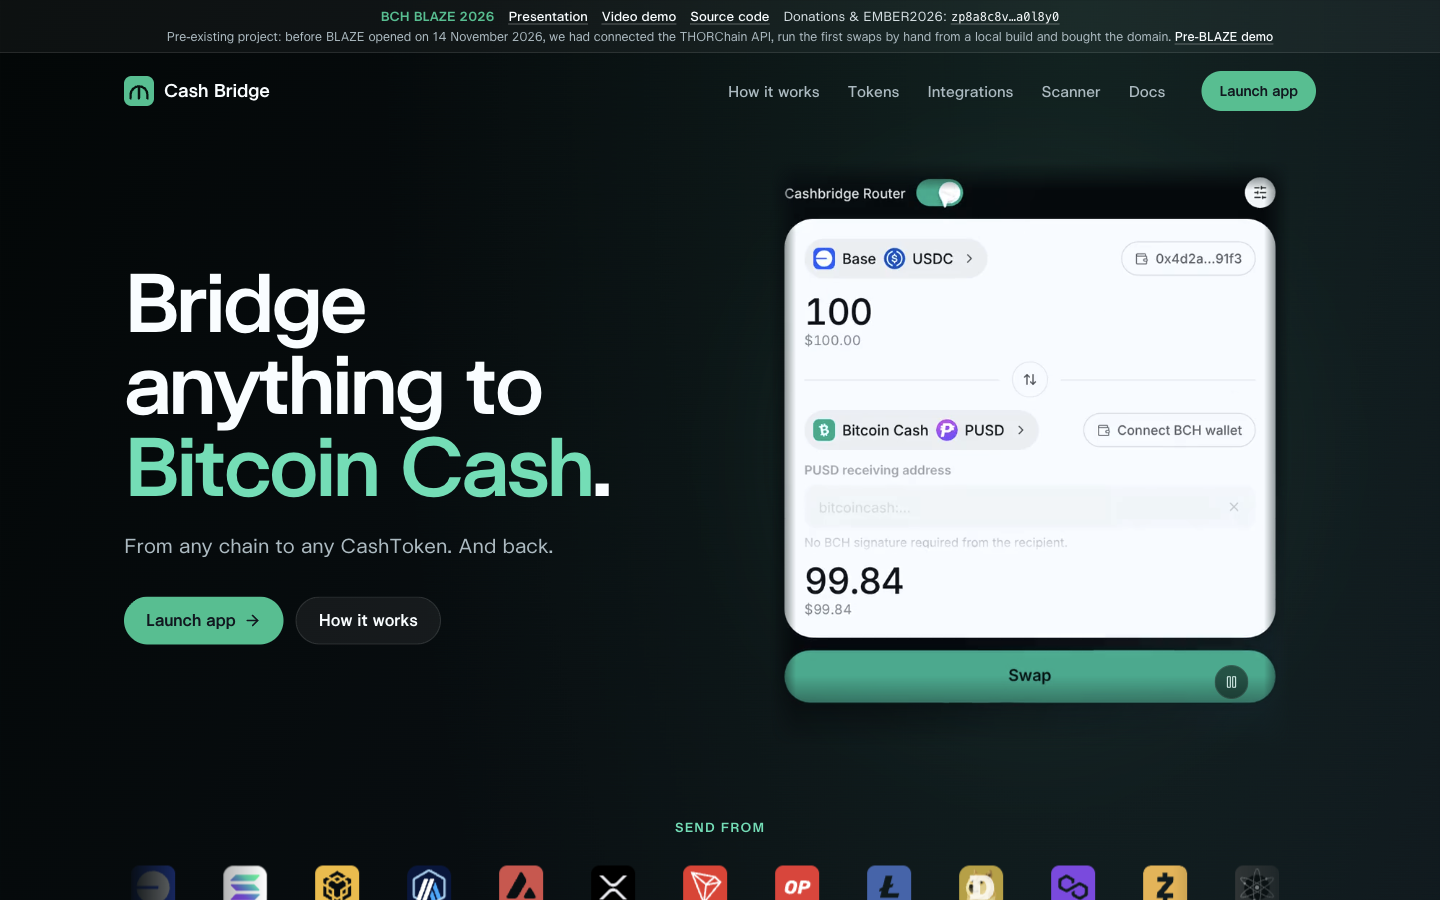 BCH BLAZE 2026 Presentation Video demo Source code Donations & EMBER2026: zp8a8c8v…a0l8y0
Pre-existing project: before BLAZE opened on 14 November 2026, we had connected the THORChain API, run the first swaps by hand from a local build and bought the domain. Pre-BLAZE demo
Cash Bridge
How it works Tokens Integrations Scanner Docs Launch app
Cashbridge Router
Base USDC
0x4d2a...91f3
100
$100.00
Bitcoin Cash PUSD
Connect BCH wallet
PUSD receiving address
bitcoincash:...
No BCH signature required from the recipient.
99.84
$99.84
Swap
Bridge
anything to
Bitcoin Cash.
From any chain to any CashToken. And back.
Launch app
How it works
SEND FROM
OP